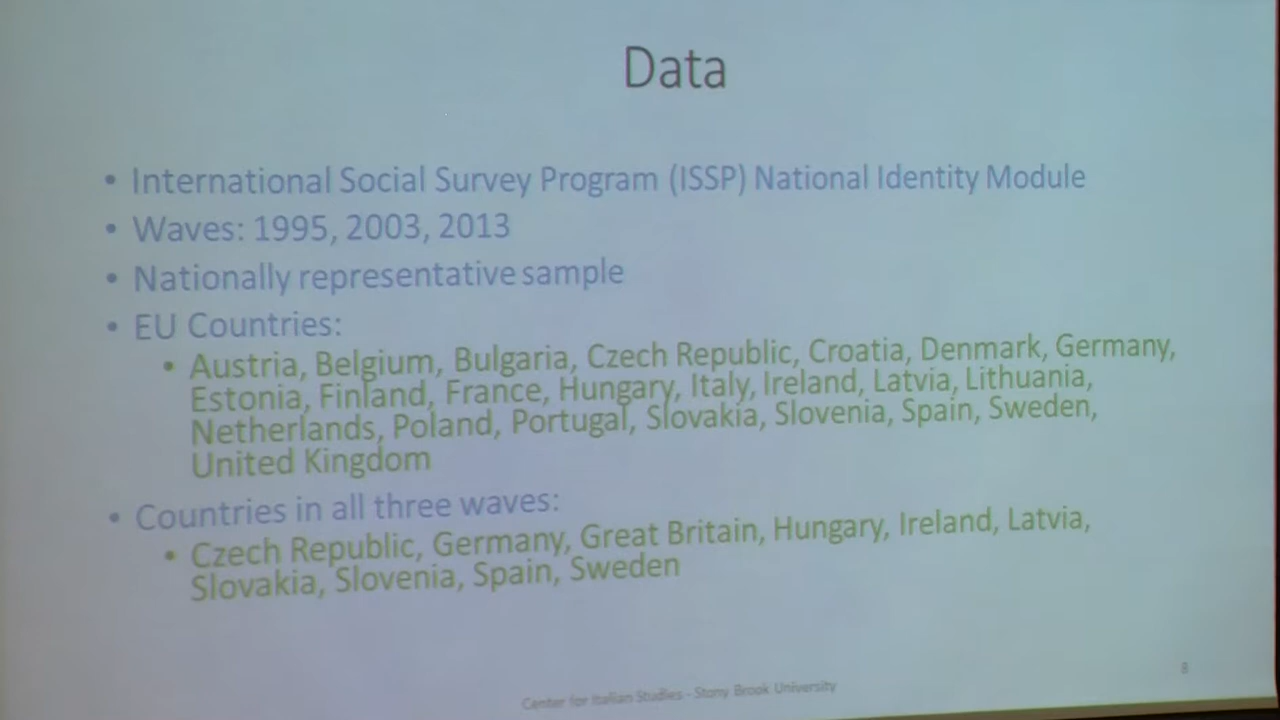 Data
• International Social Survey Program (ISSP) National Identity Module
• Waves: 1995, 2003, 2013
• Nationally representative sample
• EU Countries:
• Austria, Belgium, Bulgaria, Czech Republic, Croatia, Denmark, Germany,
Estonia, Finland, France, Hungary, Italy, Ireland, Latvia, Lithuania,
Netherlands, Poland, Portugal, Slovakia, Slovenia, Spain, Sweden,
United Kingdom
• Countries in all three waves:
• Czech Republic, Germany, Great Britain, Hungary, Ireland, Latvia,
Slovakia, Slovenia, Spain, Sweden
Center for Italian Studies - Stony Brook University
8